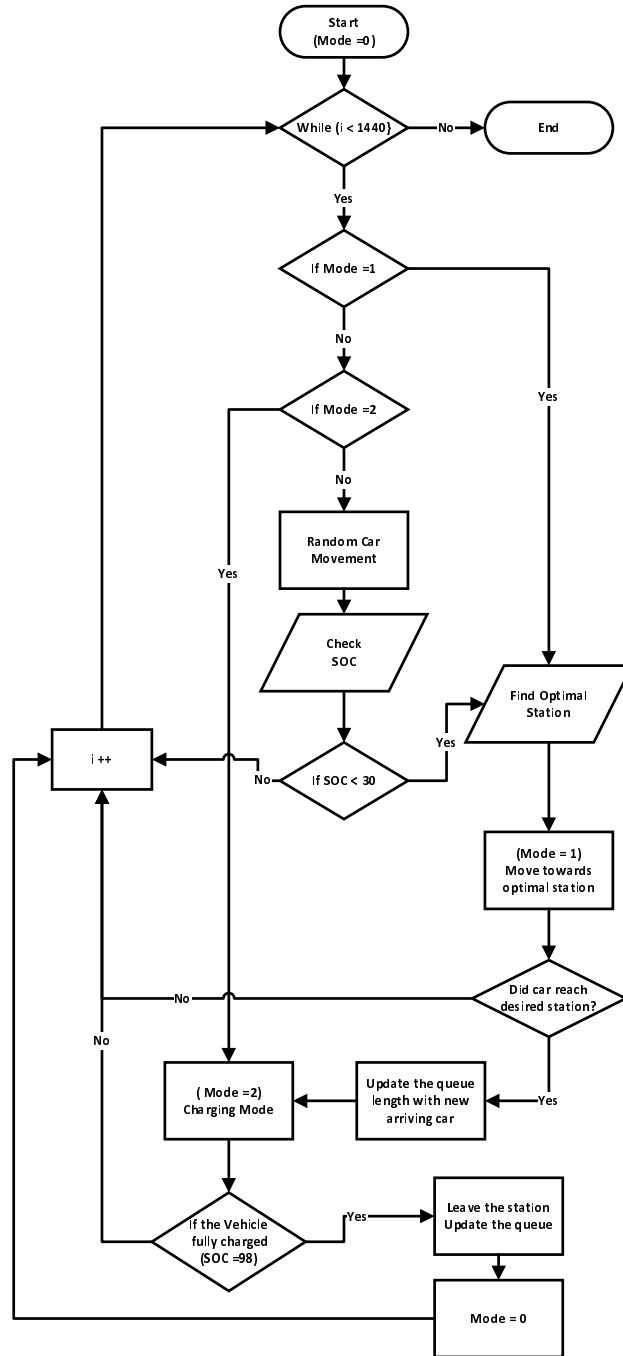 Start
(Mode =0)
While (i < 1440}
No
End
Yes
If Mode =1
No
Yes
If Mode =2
No
Random Car
Movement
Yes
Check
SOC
Find Optimal
Station
Yes
i ++
No
If SOC < 30
(Mode = 1)
Move towards
optimal station
Did car reach
desired station?
No
No
( Mode =2)
Charging Mode
Update the queue
length with new
arriving car
Yes
If the Vehicle
fully charged
(SOC =98)
Yes
Leave the station
Update the queue
Mode = 0